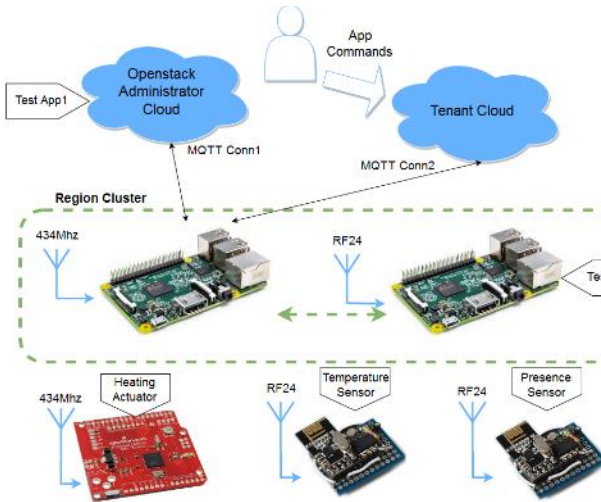 App
Commands
Openstack
Administrator
Cloud
Test App1
Tenant Cloud
MQTT Conn1
MQTT Conn2
Region Cluster
434Mhz
RF24
Heating
Actuator
434Mhz
Temperature
Sensor
RF24
Presence
Sensor
RF24